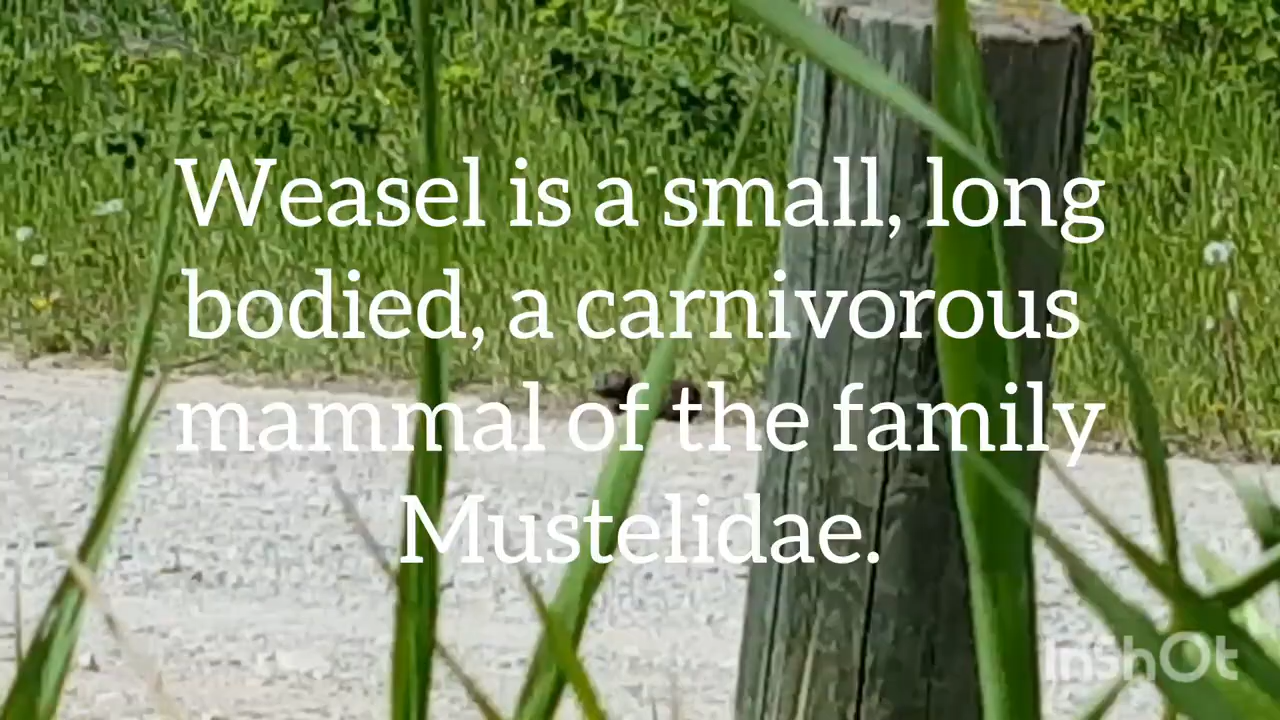 Weasel is a small, long
bodied, a carnivorous
mammal of the family
Mustelidae.
InShOt